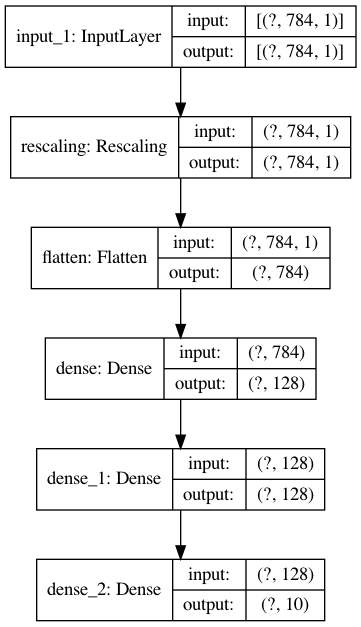 input_1: InputLayer
input: [(?, 784, 1)]
output: [(?, 784, 1)]
rescaling: Rescaling
input: (?, 784, 1)
output: (?, 784, 1)
flatten: Flatten
input: (?, 784, 1)
output: (?, 784)
dense: Dense
input: (?, 784)
output: (?, 128)
dense_1: Dense
input: (?, 128)
output: (?, 128)
dense_2: Dense
input: (?, 128)
output: (?, 10)